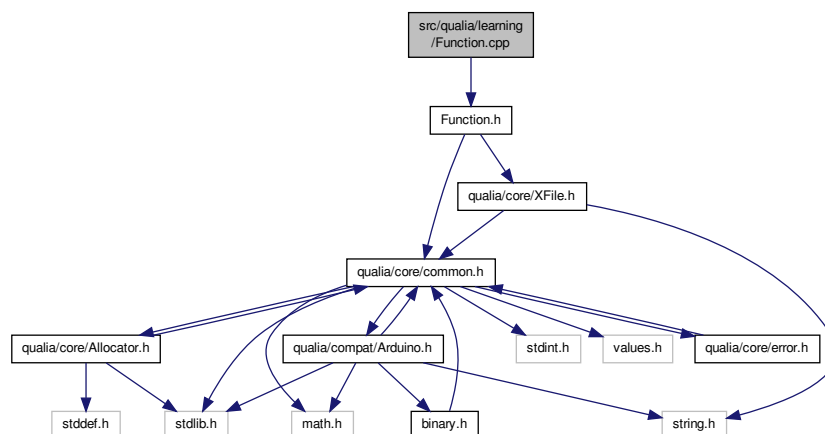 src/qualia/learning
/Function.cpp
Function.h
qualia/core/XFile.h
qualia/core/common.h
qualia/core/Allocator.h
qualia/compat/Arduino.h
stdint.h
values.h
qualia/core/error.h
stddef.h
stdlib.h
math.h
binary.h
string.h